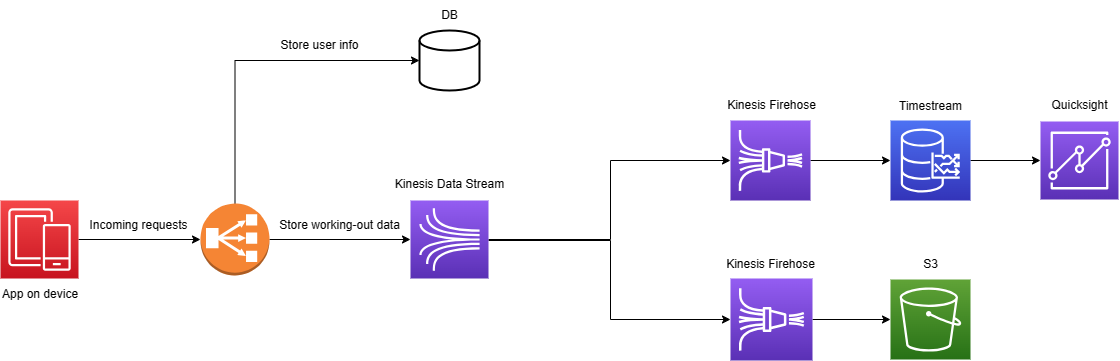 DB
Store user info
Kinesis Firehose
Timestream
Quicksight
Kinesis Data Stream
Incoming requests
Store working-out data
App on device
Kinesis Firehose
S3